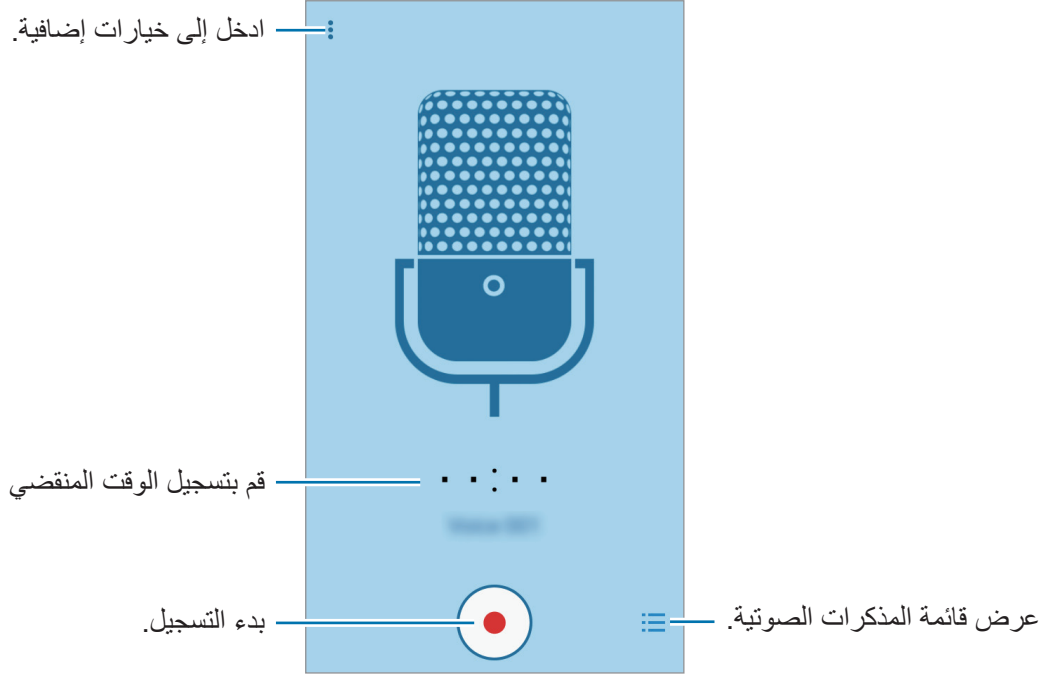 ادخل إلى خيارات إضافية.
قم بتسجيل الوقت المنقضي
بدء التسجيل.
عرض قائمة المذكرات الصوتية.